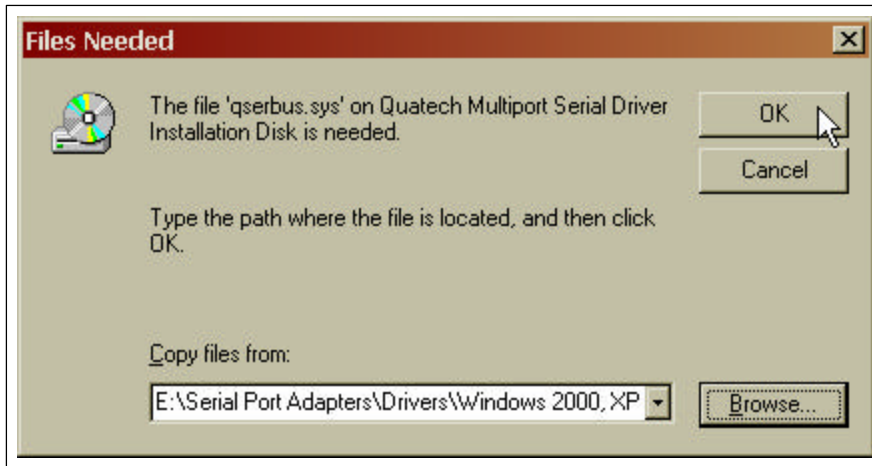 Files Needed
The file 'qserbus.sys' on Quatech Multiport Serial Driver
Installation Disk is needed.
OK
Cancel
Type the path where the file is located, and then click
OK.
Copy files from:
E:\Serial Port Adapters\Drivers\Windows 2000, XP
Browse...